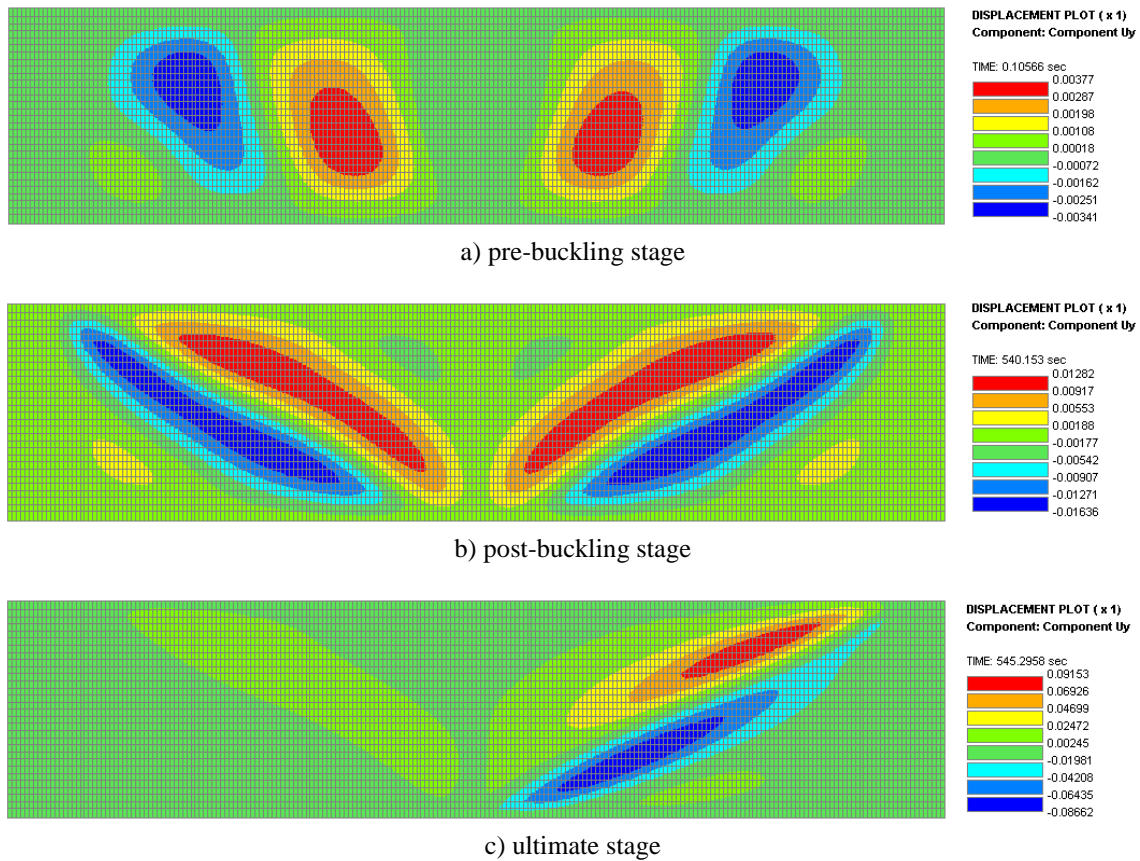 DISPLACEMENT PLOT ( x 1)
Component: Component Uy
TIME: 0.10566 sec
0.00377
0.00287
0.00198
0.00108
0.00018
-0.00072
-0.00162
-0.00251
-0.00341
a) pre-buckling stage
DISPLACEMENT PLOT ( x 1)
Component: Component Uy
TIME: 540.153 sec
0.01282
0.00917
0.00553
0.00188
-0.00177
-0.00542
-0.00907
-0.01271
-0.01636
b) post-buckling stage
DISPLACEMENT PLOT ( x 1)
Component: Component Uy
TIME: 545.2958 sec
0.09153
0.06926
0.04699
0.02472
0.00245
-0.01981
-0.04208
-0.06435
-0.08662
c) ultimate stage